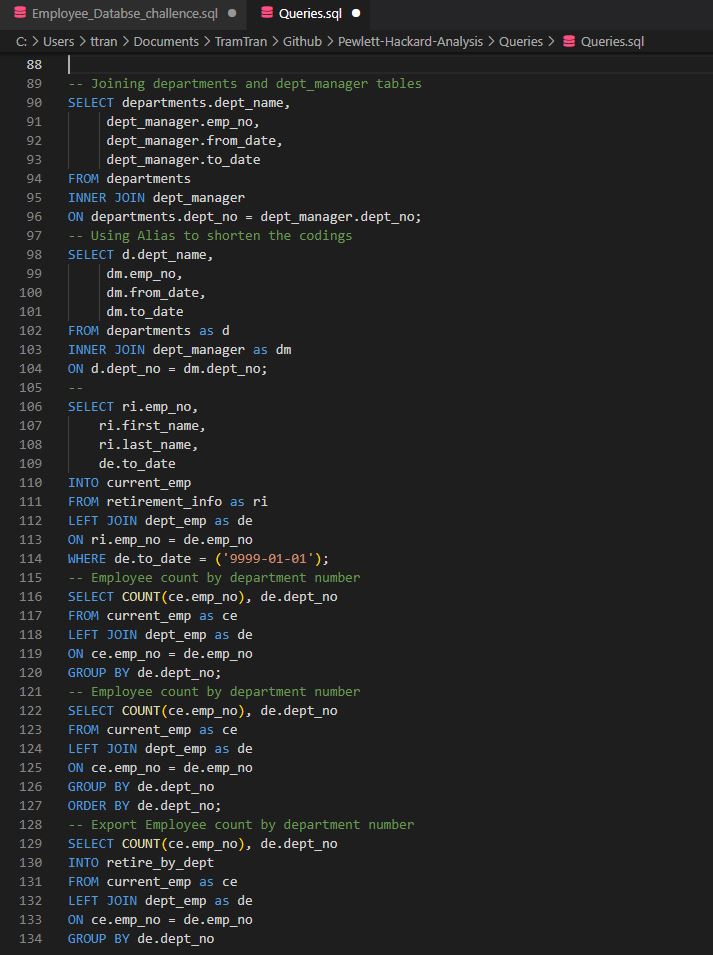 Employee_Databse_challence.sql Queries.sql
C: > Users > ttran > Documents > TramTran > Github > Pewlett-Hackard-Analysis > Queries > Queries.sql
88
89 -- Joining departments and dept_manager tables
90 SELECT departments.dept_name,
91 dept_manager.emp_no,
92 dept_manager.from_date,
93 dept_manager.to_date
94 FROM departments
95 INNER JOIN dept_manager
96 ON departments.dept_no = dept_manager.dept_no;
97 -- Using Alias to shorten the codings
98 SELECT d.dept_name,
99 dm.emp_no,
100 dm.from_date,
101 dm.to_date
102 FROM departments as d
103 INNER JOIN dept_manager as dm
104 ON d.dept_no = dm.dept_no;
105 --
106 SELECT ri.emp_no,
107 ri.first_name,
108 ri.last_name,
109 de.to_date
110 INTO current_emp
111 FROM retirement_info as ri
112 LEFT JOIN dept_emp as de
113 ON ri.emp_no = de.emp_no
114 WHERE de.to_date = ('9999-01-01');
115 -- Employee count by department number
116 SELECT COUNT(ce.emp_no), de.dept_no
117 FROM current_emp as ce
118 LEFT JOIN dept_emp as de
119 ON ce.emp_no = de.emp_no
120 GROUP BY de.dept_no;
121 -- Employee count by department number
122 SELECT COUNT(ce.emp_no), de.dept_no
123 FROM current_emp as ce
124 LEFT JOIN dept_emp as de
125 ON ce.emp_no = de.emp_no
126 GROUP BY de.dept_no
127 ORDER BY de.dept_no;
128 -- Export Employee count by department number
129 SELECT COUNT(ce.emp_no), de.dept_no
130 INTO retire_by_dept
131 FROM current_emp as ce
132 LEFT JOIN dept_emp as de
133 ON ce.emp_no = de.emp_no
134 GROUP BY de.dept_no